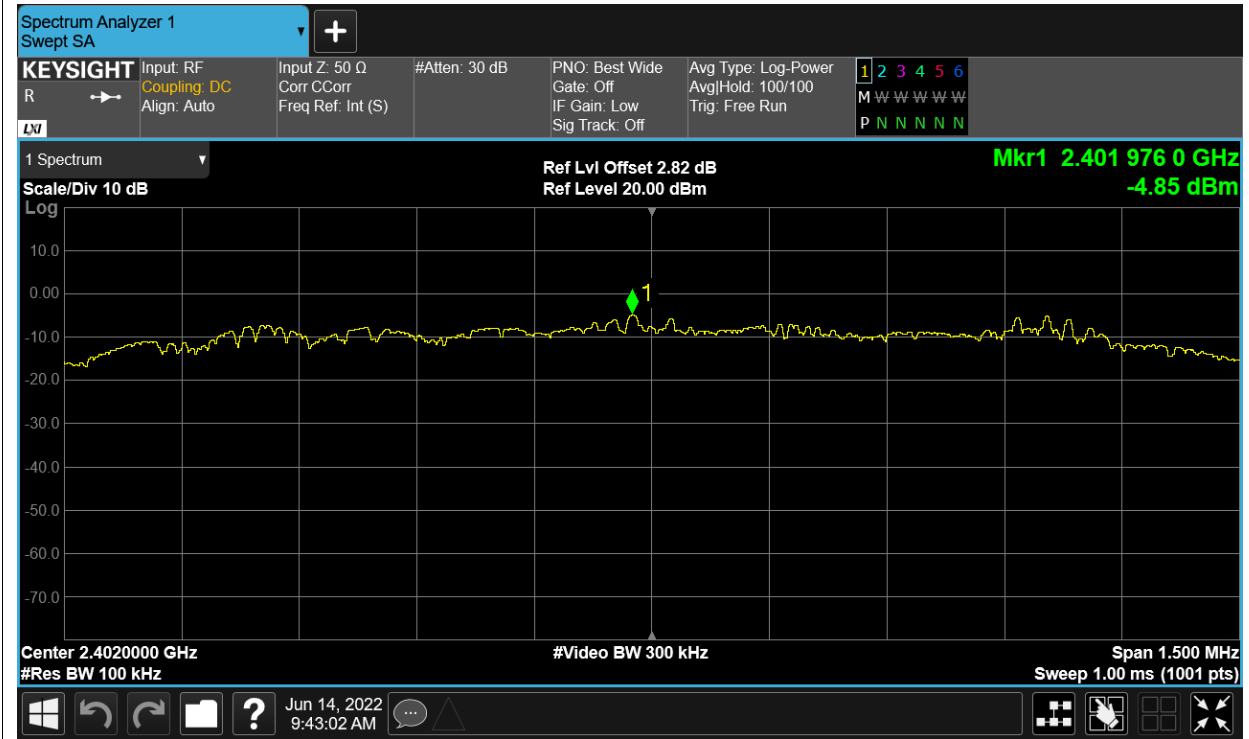 Spectrum Analyzer 1
Swept SA
+
KEYSIGHT
R
LXI
Input: RF
Coupling: DC
Align: Auto
Input Z: 50 Ω
Corr CCorr
Freq Ref: Int (S)
#Atten: 30 dB
PNO: Best Wide
Gate: Off
IF Gain: Low
Sig Track: Off
Avg Type: Log-Power
Avg|Hold: 100/100
Trig: Free Run
1 2 3 4 5 6
M W W W W W
P N N N N N
1 Spectrum
Scale/Div 10 dB
Ref Lvl Offset 2.82 dB
Ref Level 20.00 dBm
Mkr1 2.401 976 0 GHz
-4.85 dBm
Log
10.0
0.00
1
-10.0
-20.0
-30.0
-40.0
-50.0
-60.0
-70.0
Center 2.4020000 GHz
#Video BW 300 kHz
Span 1.500 MHz
#Res BW 100 kHz
Sweep 1.00 ms (1001 pts)
?
Jun 14, 2022
9:43:02 AM